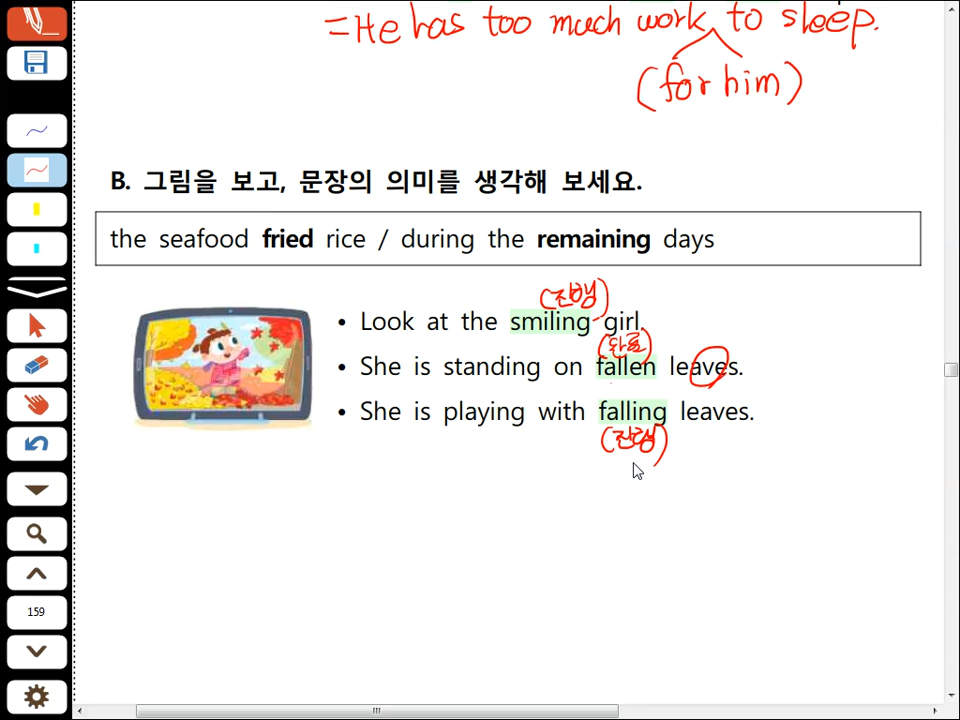 =He has too much work to sleep.
(for him)
B. 그림을 보고, 문장의 의미를 생각해 보세요.
the seafood fried rice / during the remaining days
(진행)
• Look at the smiling girl.
(완료)
• She is standing on fallen leaves.
• She is playing with falling leaves.
(진행)
159